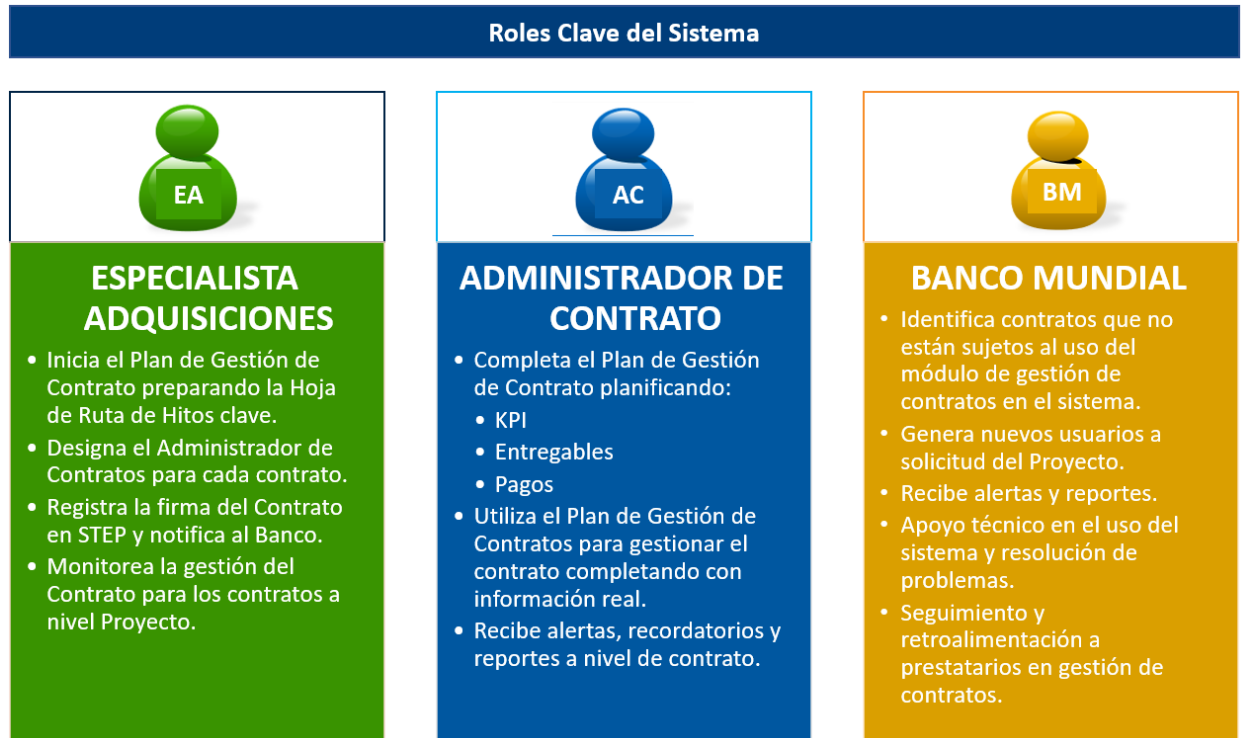 Roles Clave del Sistema
EA
ESPECIALISTA
ADQUISICIONES
• Inicia el Plan de Gestión de
Contrato preparando la Hoja
de Ruta de Hitos clave.
• Designa el Administrador de
Contratos para cada contrato.
• Registra la firma del Contrato
en STEP y notifica al Banco.
• Monitorea la gestión del
Contrato para los contratos a
nivel Proyecto.
AC
ADMINISTRADOR DE
CONTRATO
• Completa el Plan de Gestión
de Contrato planificando:
• KPI
• Entregables
• Pagos
• Utiliza el Plan de Gestión de
Contratos para gestionar el
contrato completando con
información real.
• Recibe alertas, recordatorios y
reportes a nivel de contrato.
BM
BANCO MUNDIAL
• Identifica contratos que no
están sujetos al uso del
módulo de gestión de
contratos en el sistema.
• Genera nuevos usuarios a
solicitud del Proyecto.
• Recibe alertas y reportes.
• Apoyo técnico en el uso del
sistema y resolución de
problemas.
• Seguimiento y
retroalimentación a
prestatarios en gestión de
contratos.